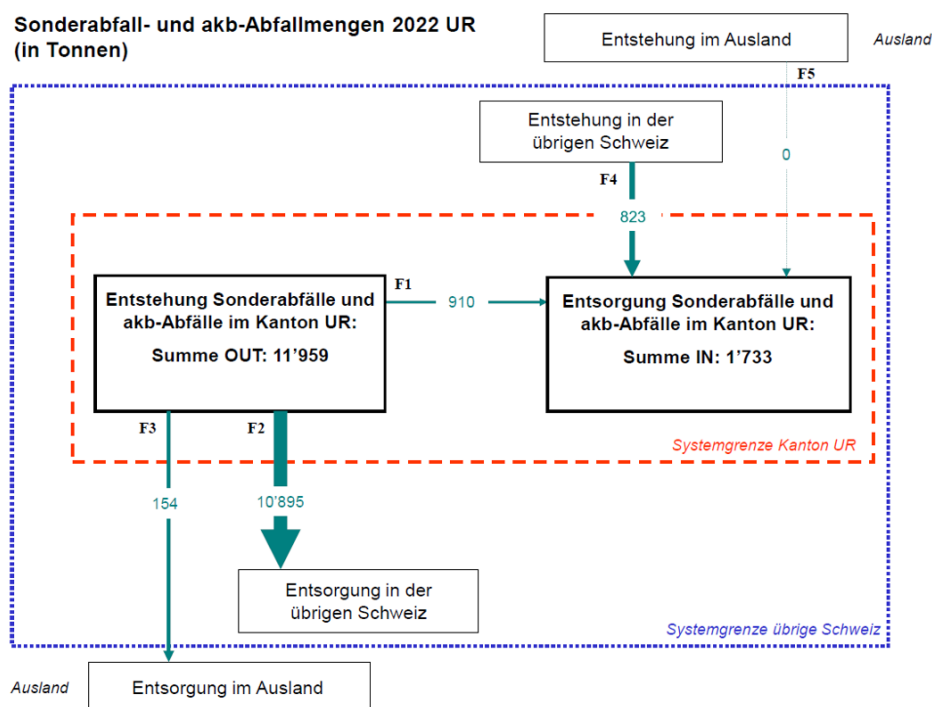 Sonderabfall- und akb-Abfallmengen 2022 UR
(in Tonnen)
Entstehung im Ausland
Ausland
F5
Entstehung in der
übrigen Schweiz
0
F4
823
F1
Entstehung Sonderabfälle und
akb-Abfälle im Kanton UR:
Summe OUT: 11’959
910
Entsorgung Sonderabfälle und
akb-Abfälle im Kanton UR:
Summe IN: 1’733
F3
F2
Systemgrenze Kanton UR
154
10’895
Entsorgung in der
übrigen Schweiz
Systemgrenze übrige Schweiz
Ausland
Entsorgung im Ausland